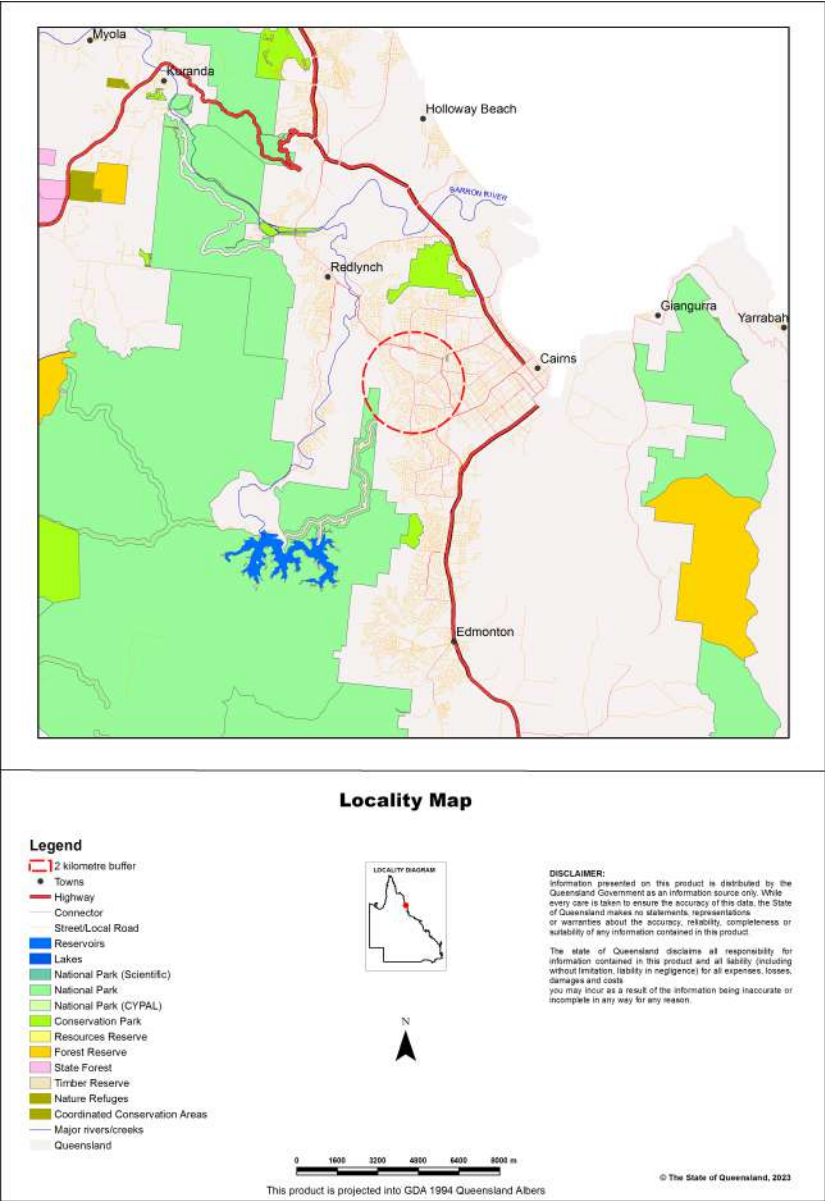 Myola
Kuranda
Holloway Beach
BARRON RIVER
Redlynch
Giangurra
Yarrabah
Cairns
Edmonton
Locality Map
Legend
2 kilometre buffer
Towns
Highway
Connector
Street/Local Road
Reservoirs
Lakes
National Park (Scientific)
National Park
National Park (CYPAL)
Conservation Park
Resources Reserve
Forest Reserve
State Forest
Timber Reserve
Nature Refuges
Coordinated Conservation Areas
Major rivers/creeks
Queensland
LOCALITY DIAGRAM
N
DISCLAIMER:
Information presented on this product is distributed by the
Queensland Government as an information source only. While
every care is taken to ensure the accuracy of this data, the State
of Queensland makes no statements, representations
or warranties about the accuracy, reliability, completeness or
suitability of any information contained in this product.
The state of Queensland disclaims all responsibility for
information contained in this product and all liability (including
without limitation, liability in negligence) for all expenses, losses,
damages and costs
you may incur as a result of the information being inaccurate or
incomplete in any way for any reason.
0 1600 3200 4800 6400 8000 m
This product is projected into GDA 1994 Queensland Albers
© The State of Queensland, 2023